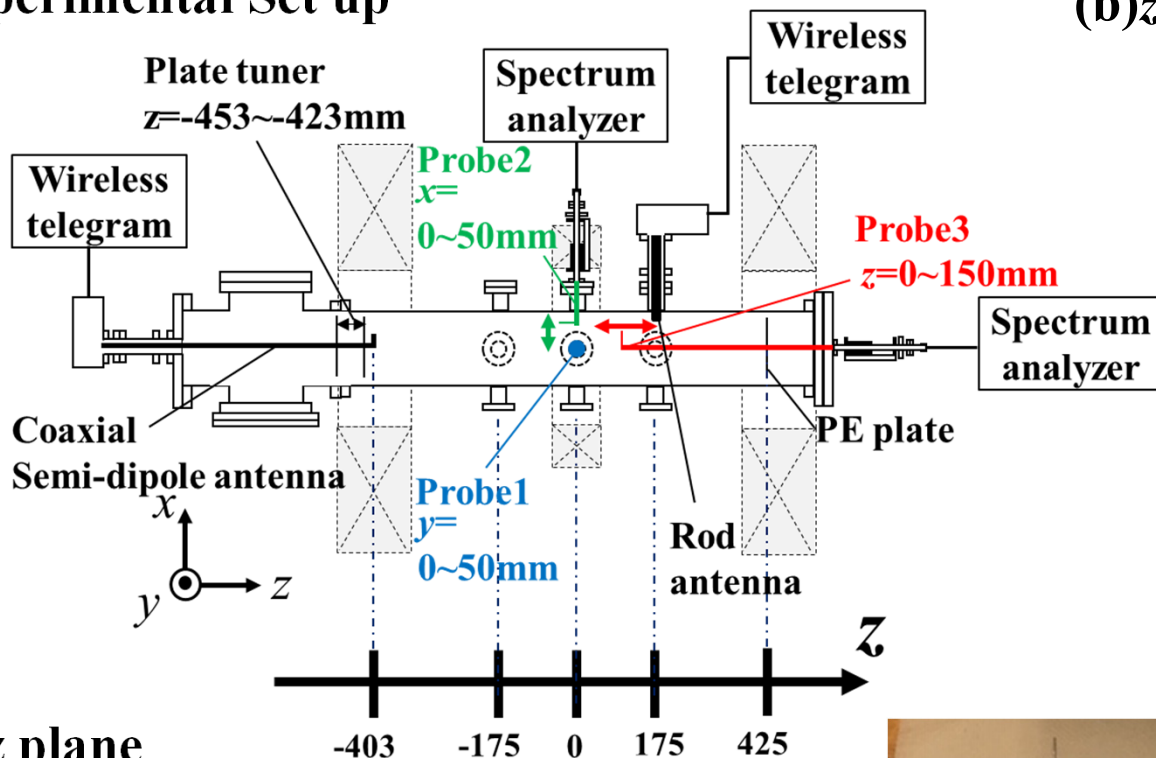 perimental Set up
(b)z
Plate tuner
z=-453~-423mm
Spectrum
analyzer
Wireless
telegram
Wireless
telegram
Probe2
x=
0~50mm
Probe3
z=0~150mm
Spectrum
analyzer
Coaxial
Semi-dipole antenna
PE plate
Probe1
y=
0~50mm
Rod
antenna
x
y
z
z
-403
-175
0
175
425
z plane